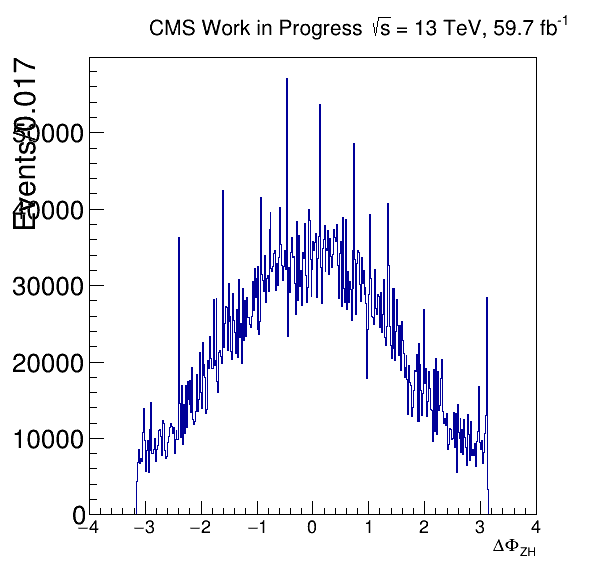 CMS Work in Progress √s = 13 TeV, 59.7 fb⁻¹
Events/0.017
50000
40000
30000
20000
10000
0
−4 −3 −2 −1 0 1 2 3 4
ΔΦ_ZH